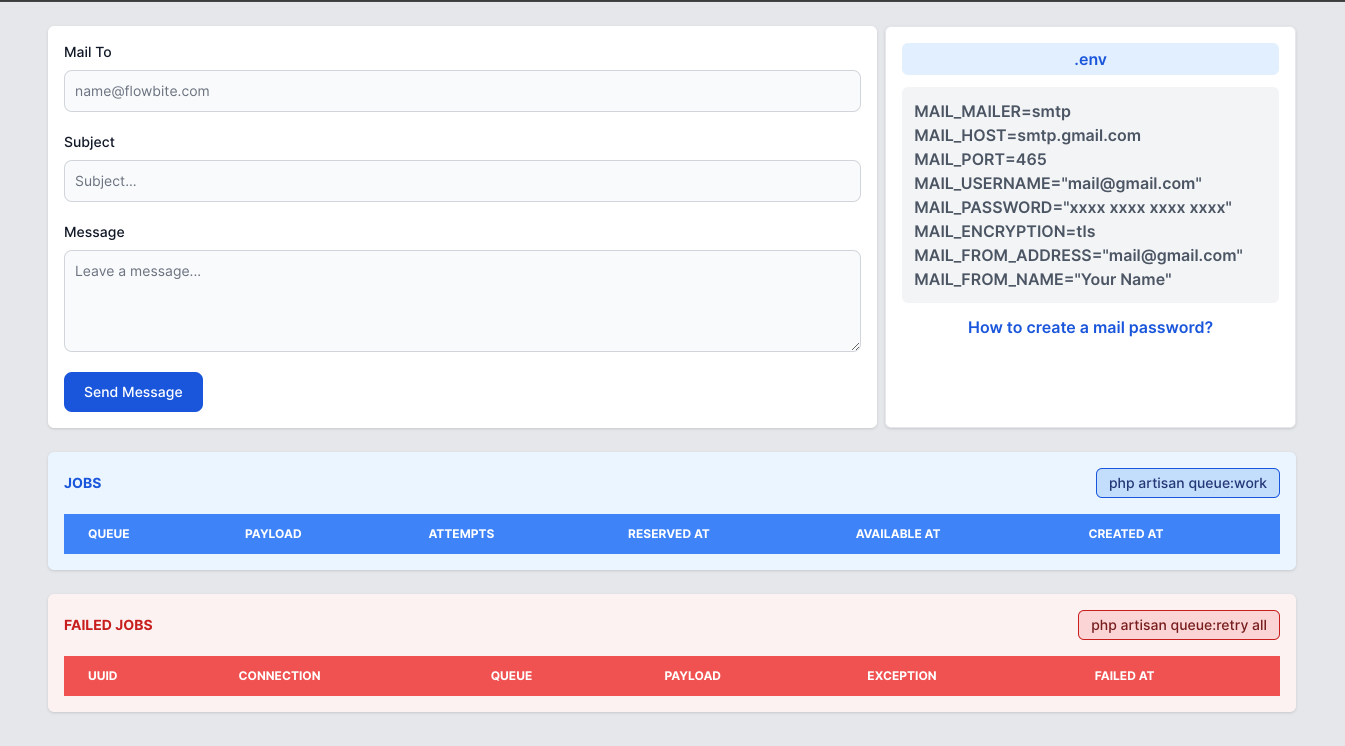 Mail To
name@flowbite.com
Subject
Subject...
Message
Leave a message...
Send Message
.env
MAIL_MAILER=smtp
MAIL_HOST=smtp.gmail.com
MAIL_PORT=465
MAIL_USERNAME="mail@gmail.com"
MAIL_PASSWORD="xxxx xxxx xxxx xxxx"
MAIL_ENCRYPTION=tls
MAIL_FROM_ADDRESS="mail@gmail.com"
MAIL_FROM_NAME="Your Name"
How to create a mail password?
JOBS
php artisan queue:work
QUEUE PAYLOAD ATTEMPTS RESERVED AT AVAILABLE AT CREATED AT
FAILED JOBS
php artisan queue:retry all
UUID CONNECTION QUEUE PAYLOAD EXCEPTION FAILED AT